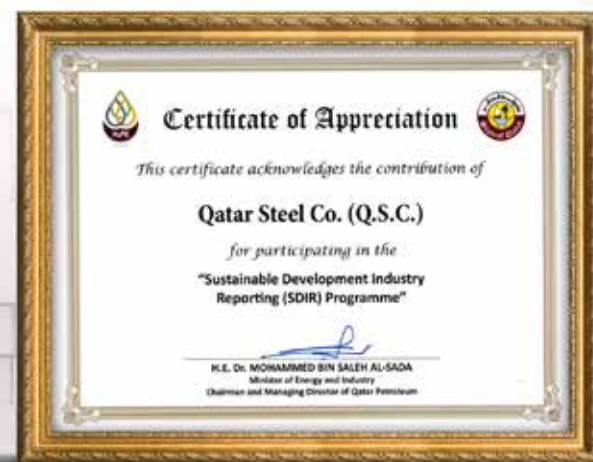 Certificate of Appreciation
This certificate acknowledges the contribution of
Qatar Steel Co. (Q.S.C.)
for participating in the
“Sustainable Development Industry
Reporting (SDIR) Programme”
H.E. Dr. MOHAMMED BIN SALEH AL-SADA
Minister of Energy and Industry
Chairman and Managing Director of Qatar Petroleum